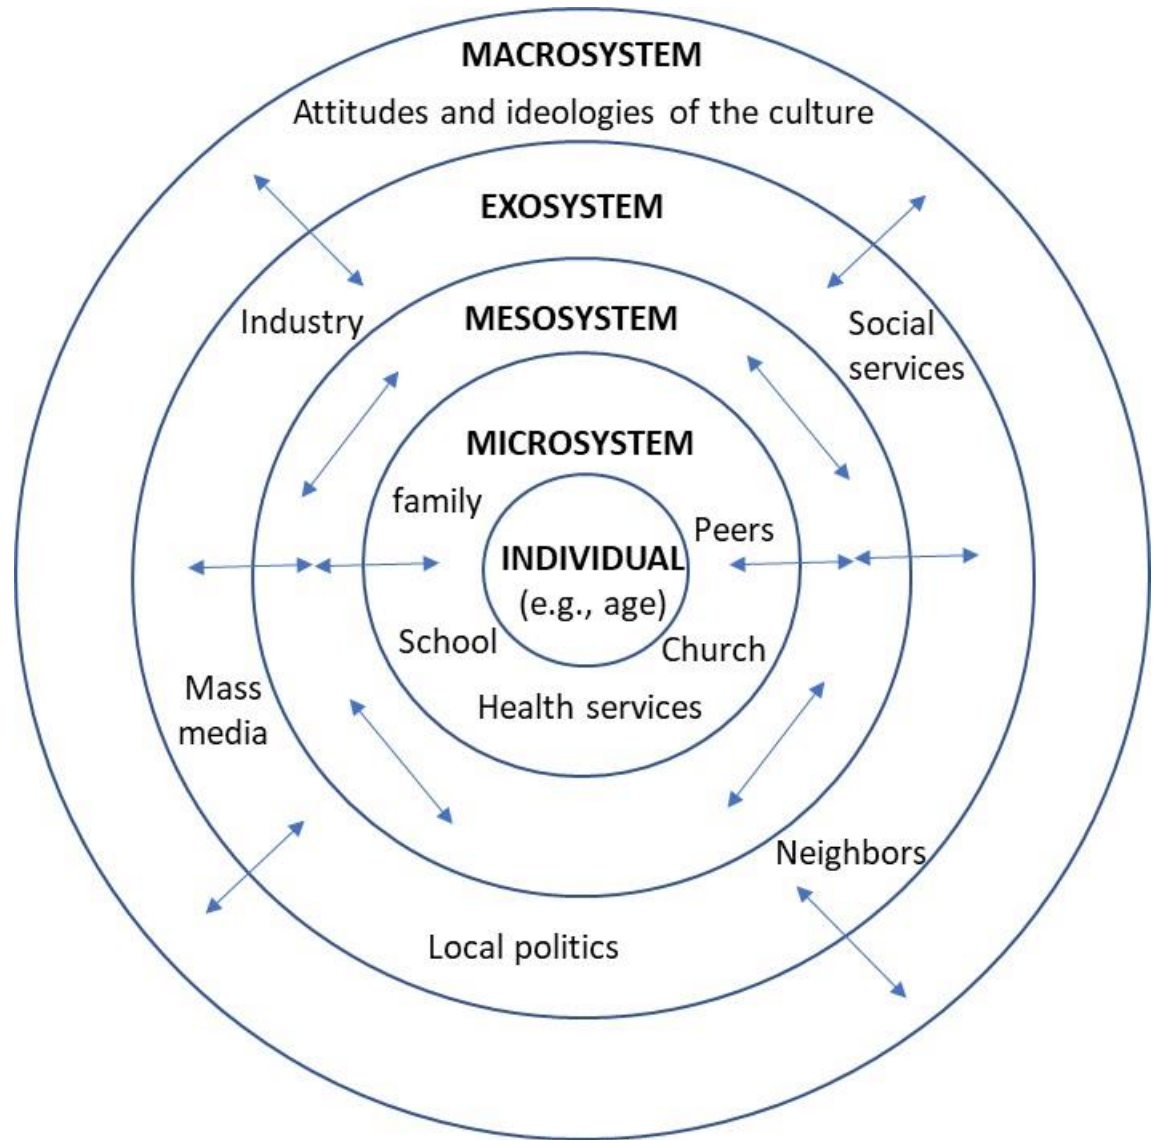 MACROSYSTEM
Attitudes and ideologies of the culture
EXOSYSTEM
Industry
MESOSYSTEM
Social
services
MICROSYSTEM
family
Peers
INDIVIDUAL
(e.g., age)
School
Church
Mass
media
Health services
Neighbors
Local politics